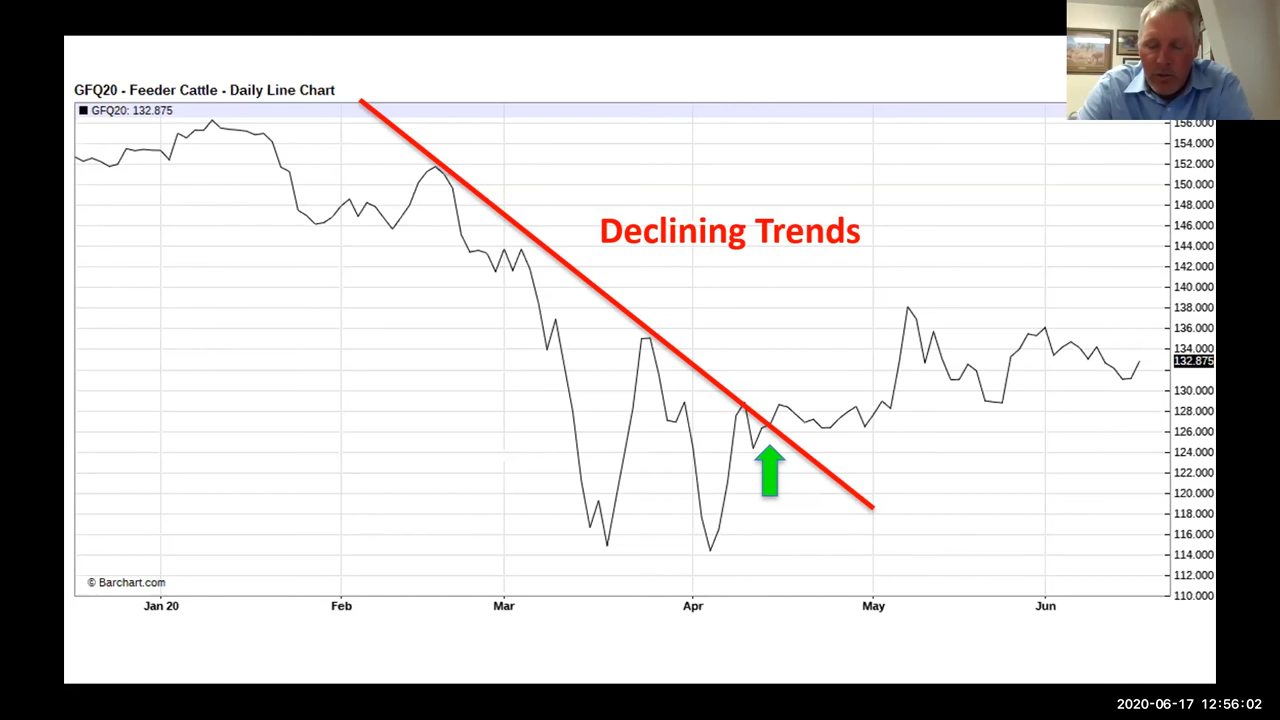 GFQ20 - Feeder Cattle - Daily Line Chart
GFQ20: 132.875
Declining Trends
156.000
154.000
152.000
150.000
148.000
146.000
144.000
142.000
140.000
138.000
136.000
134.000
132.875
130.000
128.000
126.000
124.000
122.000
120.000
118.000
116.000
114.000
112.000
110.000
© Barchart.com
Jan 20
Feb
Mar
Apr
May
Jun
2020-06-17 12:56:02